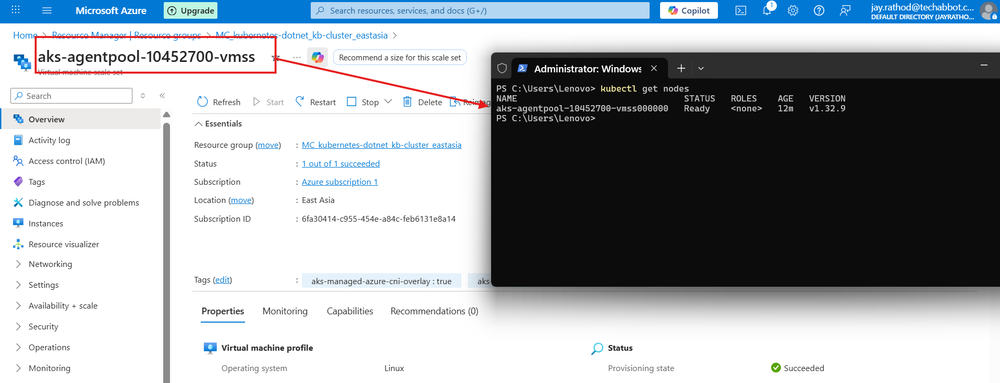 Microsoft Azure
Upgrade
Search resources, services, and docs (G+/)
Copilot
1
jay.rathod@techabbot.c...
DEFAULT DIRECTORY (JAYRATHO...
Home > Resource Manager | Resource groups > MC_kubernetes-dotnet_kb-cluster_eastasia >
aks-agentpool-10452700-vmss
Virtual machine scale set
Recommend a size for this scale set
Search
Refresh
Start
Restart
Stop
Delete
Reimag
Overview
Activity log
Access control (IAM)
Tags
Diagnose and solve problems
Instances
Resource visualizer
Networking
Settings
Availability + scale
Security
Operations
Monitoring
Essentials
Resource group (move) : MC_kubernetes-dotnet_kb-cluster_eastasia
Status : 1 out of 1 succeeded
Subscription : Azure subscription 1
Location (move) : East Asia
Subscription ID : 6fa30414-c955-454e-a84c-feb6131e8a14
Tags (edit) : aks-managed-azure-cni-overlay : true aks-
Properties
Monitoring
Capabilities
Recommendations (0)
Virtual machine profile
Operating system Linux
Status
Provisioning state Succeeded
Administrator: Windows
PS C:\Users\Lenovo> kubectl get nodes
NAME STATUS ROLES AGE VERSION
aks-agentpool-10452700-vmss000000 Ready <none> 12m v1.32.9
PS C:\Users\Lenovo>